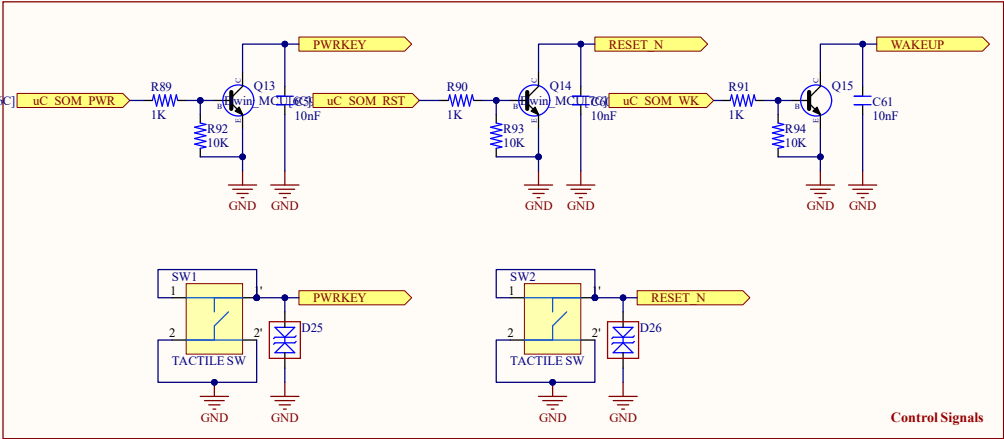 PWRKEY
RESET_N
WAKEUP
R89
Q13
R90
Q14
R91
Q15
C
C
C
uC_SOM_PWR
B
uC_SOM_RST
B
uC_SOM_WK
B
C61
1K
10nF
1K
10nF
1K
10nF
E
E
E
R92
10K
R93
10K
R94
10K
GND
GND
GND
GND
GND
GND
SW1
SW2
1
1'
PWRKEY
1
1'
RESET_N
D25
D26
2
2'
2
2'
TACTILE SW
TACTILE SW
GND
GND
GND
GND
Control Signals